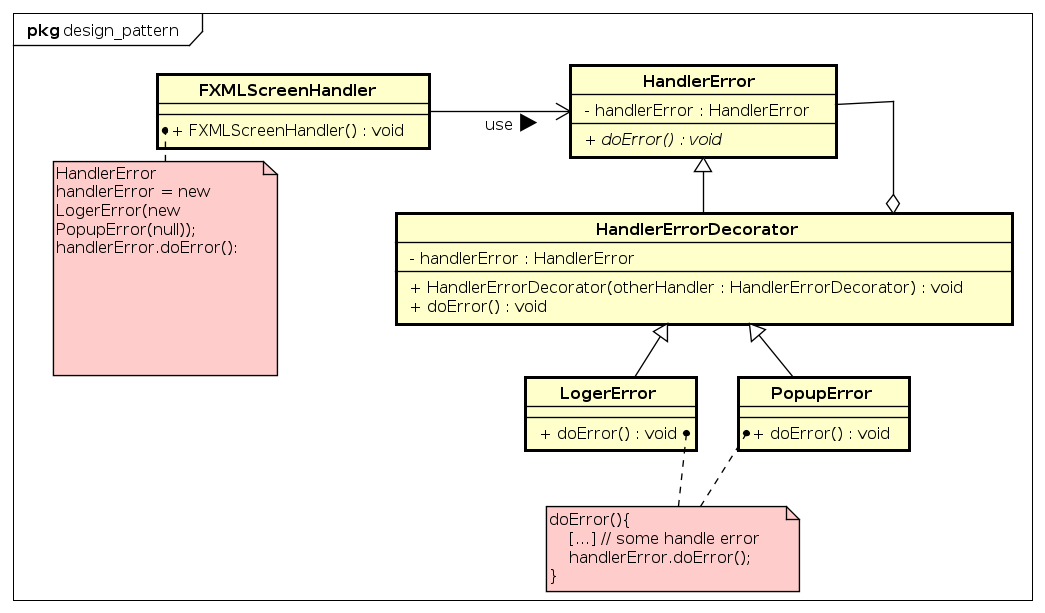 pkg design_pattern
FXMLScreenHandler
+ FXMLScreenHandler() : void
HandlerError
handlerError = new
LogerError(new
PopupError(null));
handlerError.doError():
use
HandlerError
- handlerError : HandlerError
+ doError() : void
HandlerErrorDecorator
- handlerError : HandlerError
+ HandlerErrorDecorator(otherHandler : HandlerErrorDecorator) : void
+ doError() : void
LogerError
+ doError() : void
PopupError
+ doError() : void
doError(){
[...] // some handle error
handlerError.doError();
}